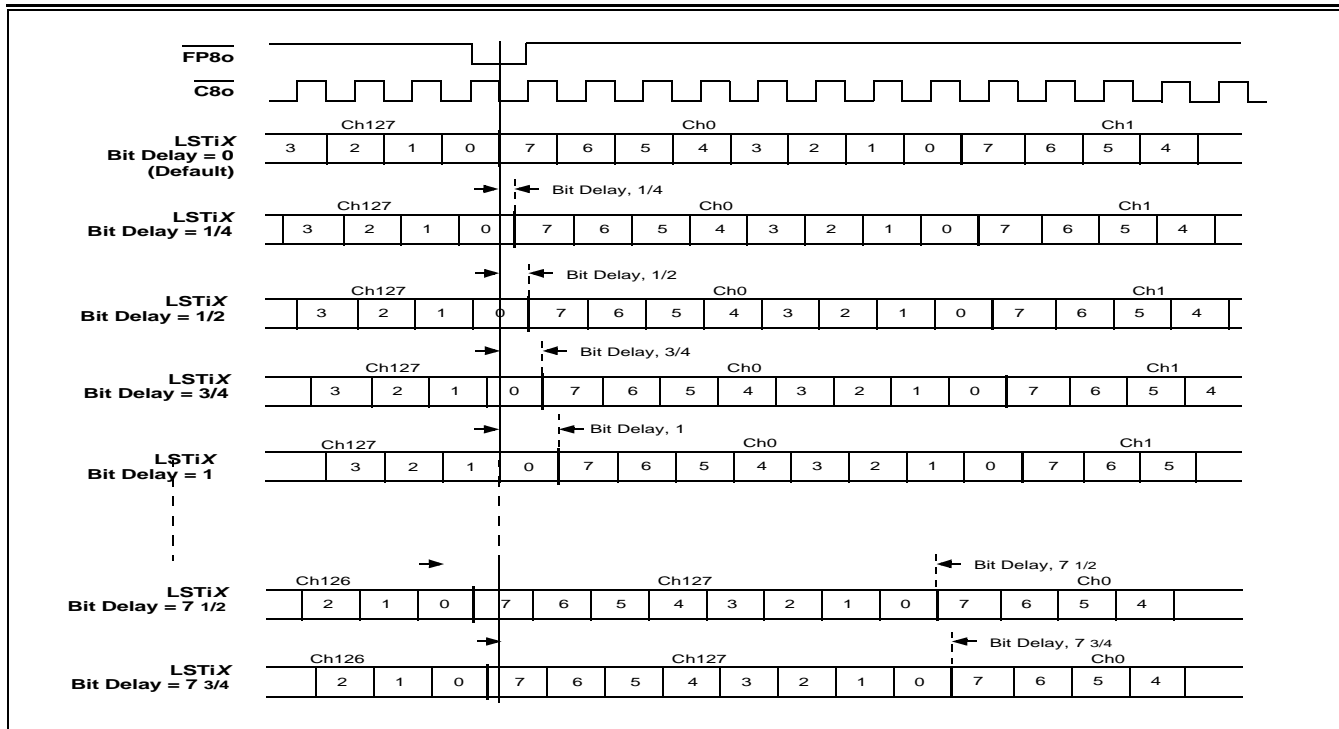 FP8o
C8o
Ch127 Ch0 Ch1
LSTiX
Bit Delay = 0
(Default)
3 2 1 0 7 6 5 4 3 2 1 0 7 6 5 4
Bit Delay, 1/4
Ch127 Ch0 Ch1
LSTiX
Bit Delay = 1/4
3 2 1 0 7 6 5 4 3 2 1 0 7 6 5 4
Bit Delay, 1/2
Ch127 Ch0 Ch1
LSTiX
Bit Delay = 1/2
3 2 1 0 7 6 5 4 3 2 1 0 7 6 5 4
Bit Delay, 3/4
Ch127 Ch0 Ch1
LSTiX
Bit Delay = 3/4
3 2 1 0 7 6 5 4 3 2 1 0 7 6 5 4
Bit Delay, 1
Ch127 Ch0 Ch1
LSTiX
Bit Delay = 1
3 2 1 0 7 6 5 4 3 2 1 0 7 6 5
Bit Delay, 7 1/2
Ch126 Ch127 Ch0
LSTiX
Bit Delay = 7 1/2
2 1 0 7 6 5 4 3 2 1 0 7 6 5 4
Bit Delay, 7 3/4
Ch126 Ch127 Ch0
LSTiX
Bit Delay = 7 3/4
2 1 0 7 6 5 4 3 2 1 0 7 6 5 4